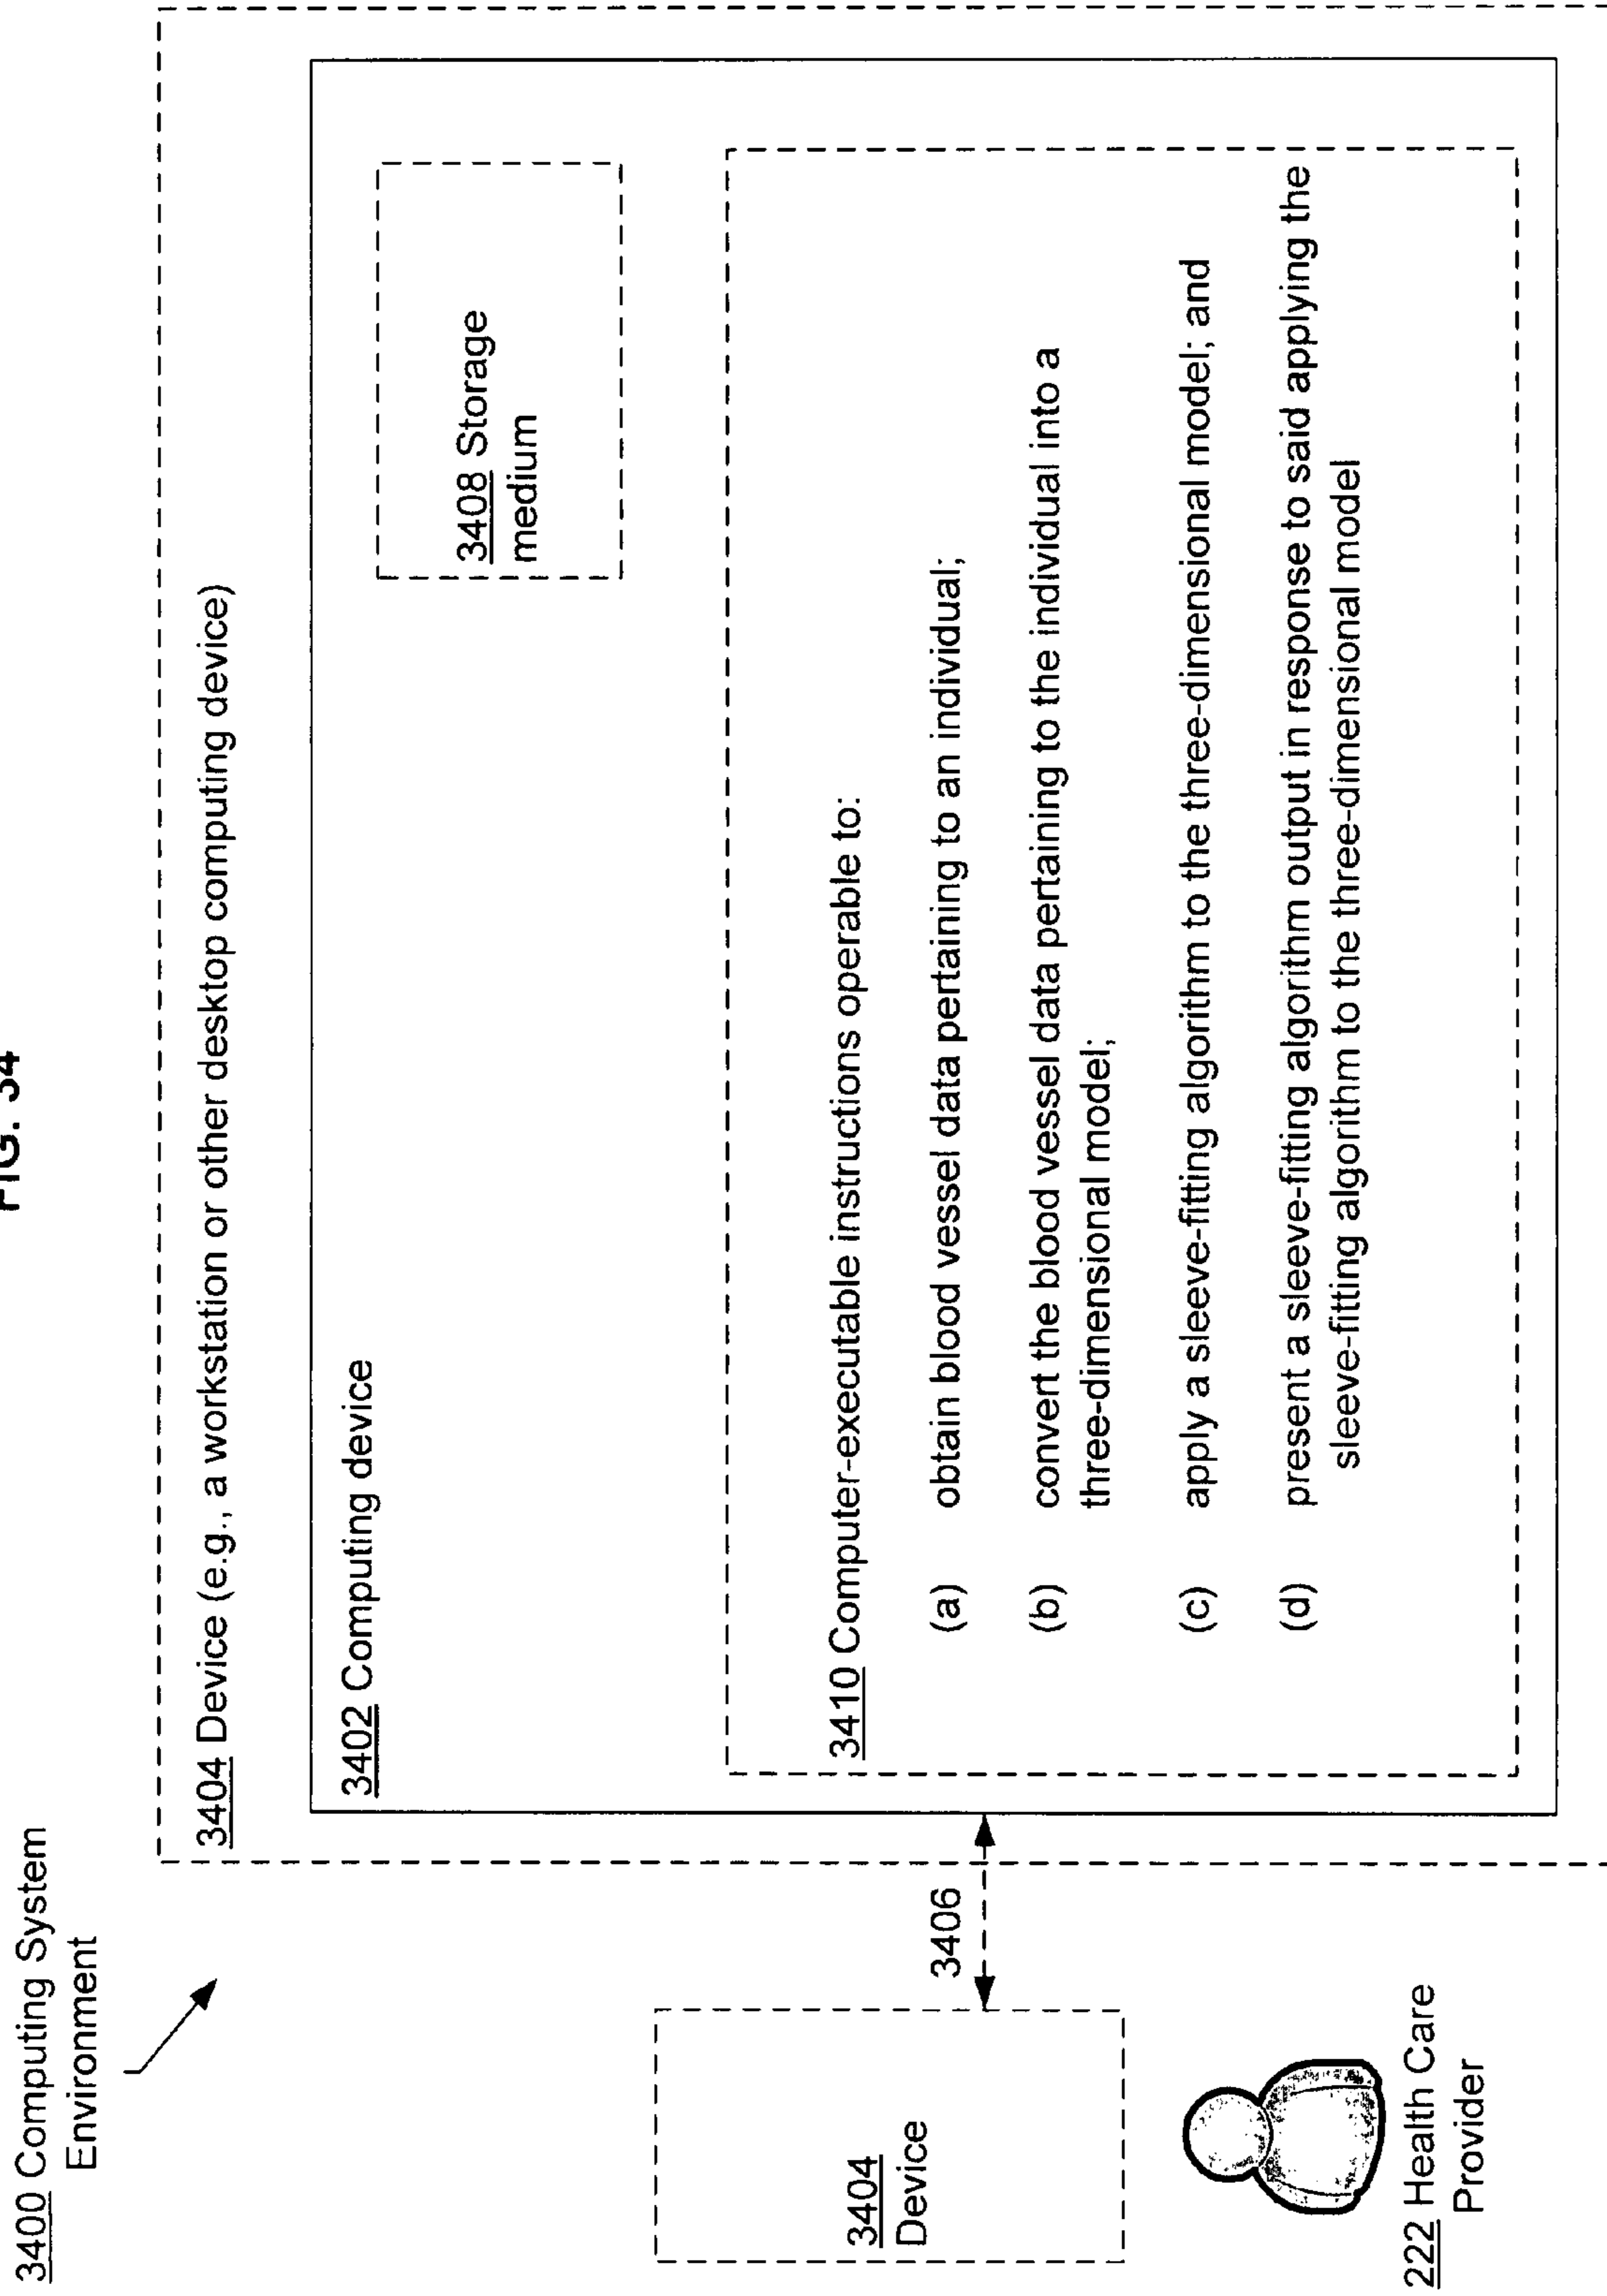 FIG. 34
3400 Computing System
Environment
3404 Device (e.g., a workstation or other desktop computing device)
3402 Computing device
3408 Storage
medium
3410 Computer-executable instructions operable to:
(a) obtain blood vessel data pertaining to an individual;
(b) convert the blood vessel data pertaining to the individual into a
three-dimensional model;
(c) apply a sleeve-fitting algorithm to the three-dimensional model; and
(d) present a sleeve-fitting algorithm output in response to said applying the
sleeve-fitting algorithm to the three-dimensional model
3406
3404
Device
222 Health Care
Provider